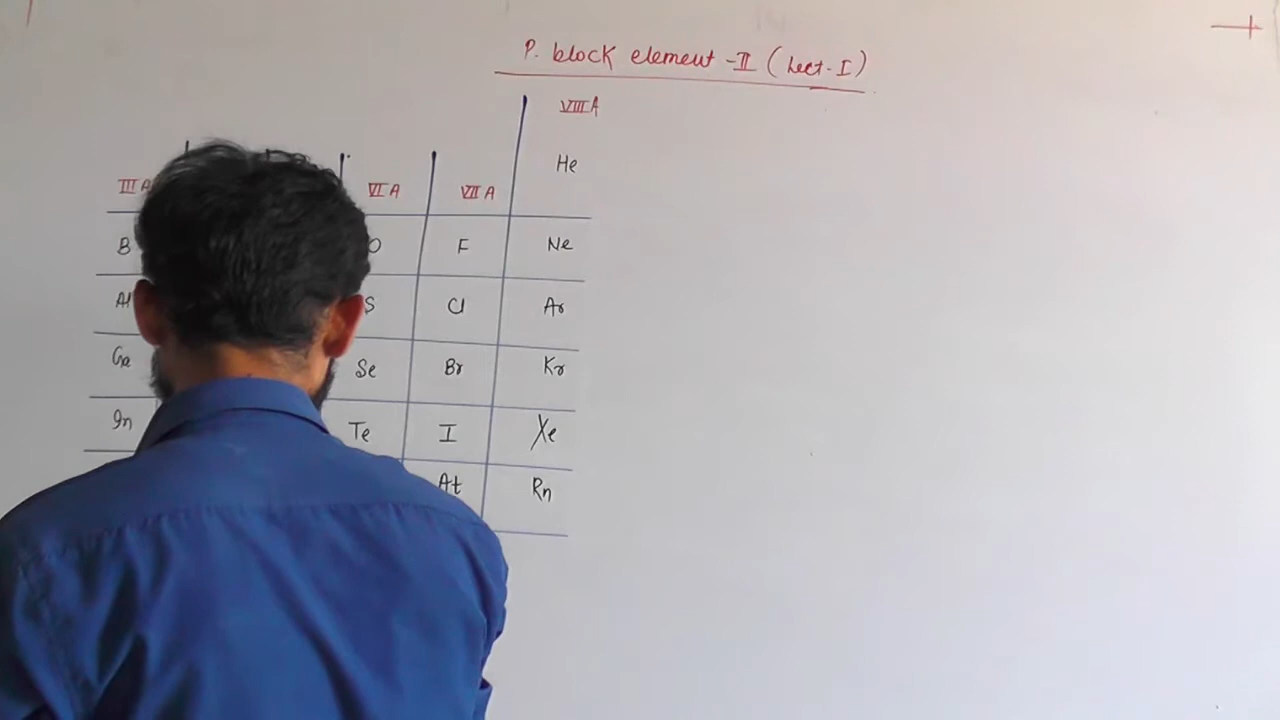 P. block element - II (Lect - I)
VIII A
He
III A VI A VII A
B O F Ne
Al S Cl Ar
Ga Se Br Kr
In Te I Xe
At Rn